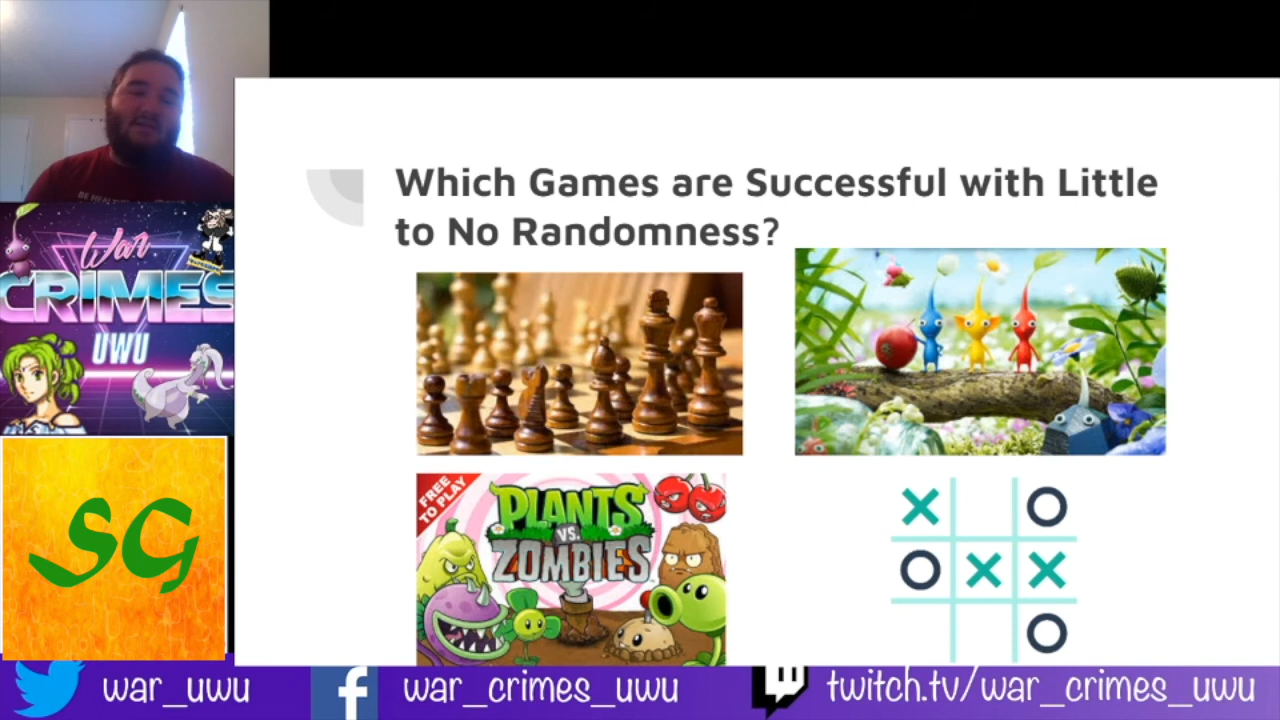 Which Games are Successful with Little
to No Randomness?
War
CRIMES
UWU
SG
FREE
TO PLAY
PLANTS
VS.
ZOMBIES
X O
O X X
O
war_uwu
war_crimes_uwu
twitch.tv/war_crimes_uwu